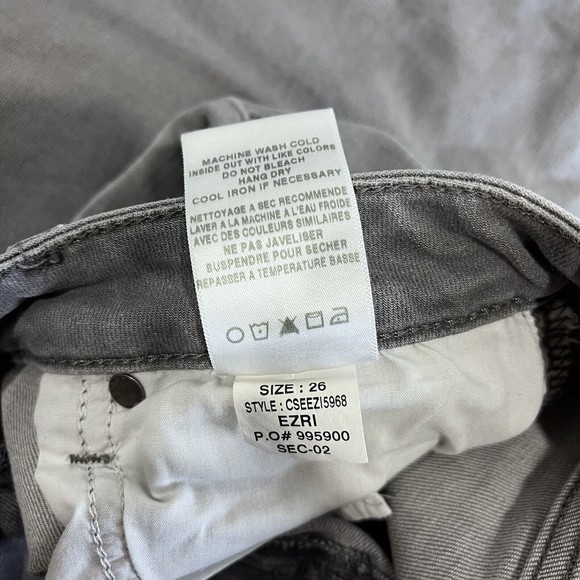 MACHINE WASH COLD
INSIDE OUT WITH LIKE COLORS
DO NOT BLEACH
HANG DRY
COOL IRON IF NECESSARY
NETTOYAGE A SEC RECOMMENDE
LAVER A LA MACHINE A L'EAU FROIDE
AVEC DES COULEURS SIMILAIRES
NE PAS JAVELISER
SUSPENDRE POUR SECHER
REPASSER A TEMPERATURE BASSE
SIZE : 26
STYLE : CSEEZI5968
EZRI
P.O# 995900
SEC-02